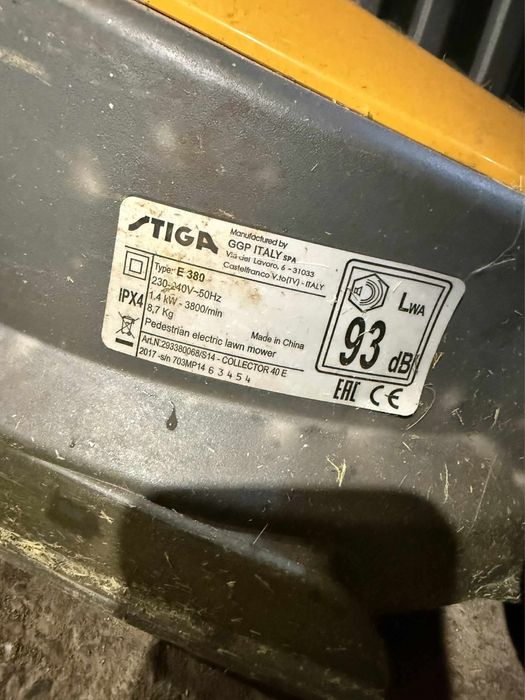 STIGA
Manufactured by
GGP ITALY SPA
Via del Lavoro, 6 - 31033
Castelfranco V.to (TV) - ITALY
Type: E 380
230-240V~50Hz
IPX4
1.4 kW - 3800/min
8,7 Kg
Made in China
Pedestrian electric lawn mower
Art.N.293380068/S14 - COLLECTOR 40 E
2017 -s/n 703MP14 6 3 4 5 4
LWA
93 dB
EAC CE